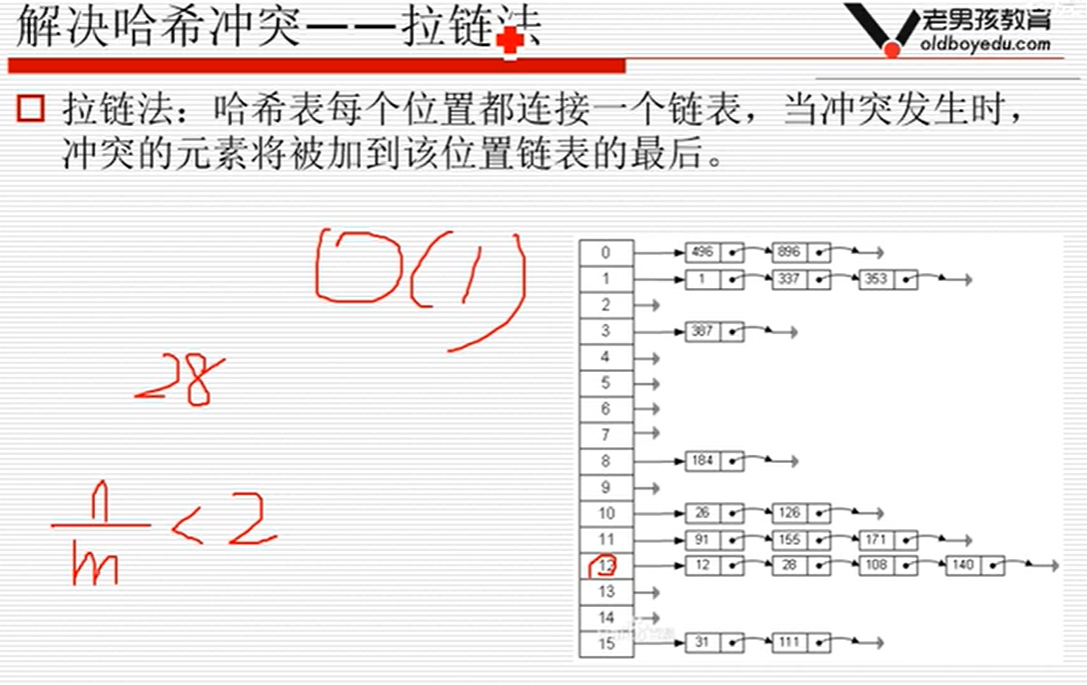 解决哈希冲突——拉链法
老男孩教育
oldboyedu.com
拉链法：哈希表每个位置都连接一个链表，当冲突发生时，
冲突的元素将被加到该位置链表的最后。
O(1)
28
n
m
< 2
0 496 896
1 1 337 353
2
3 387
4
5
6
7
8 184
9
10 26 126
11 91 155 171
12 12 28 108 140
13
14
15 31 111